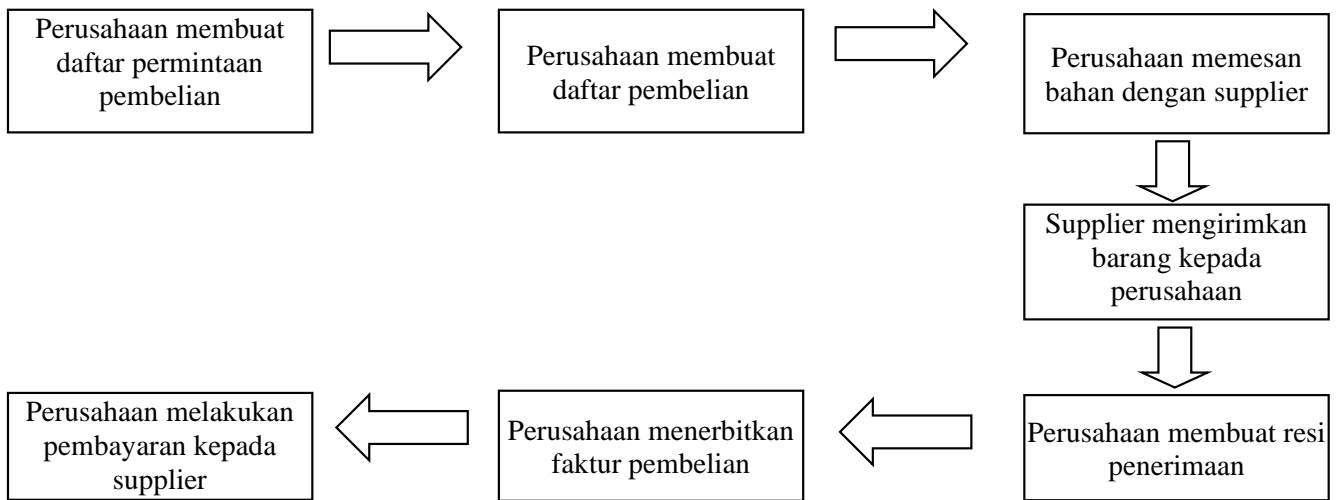 Perusahaan membuat
daftar permintaan
pembelian
Perusahaan membuat
daftar pembelian
Perusahaan memesan
bahan dengan supplier
Supplier mengirimkan
barang kepada
perusahaan
Perusahaan membuat resi
penerimaan
Perusahaan menerbitkan
faktur pembelian
Perusahaan melakukan
pembayaran kepada
supplier